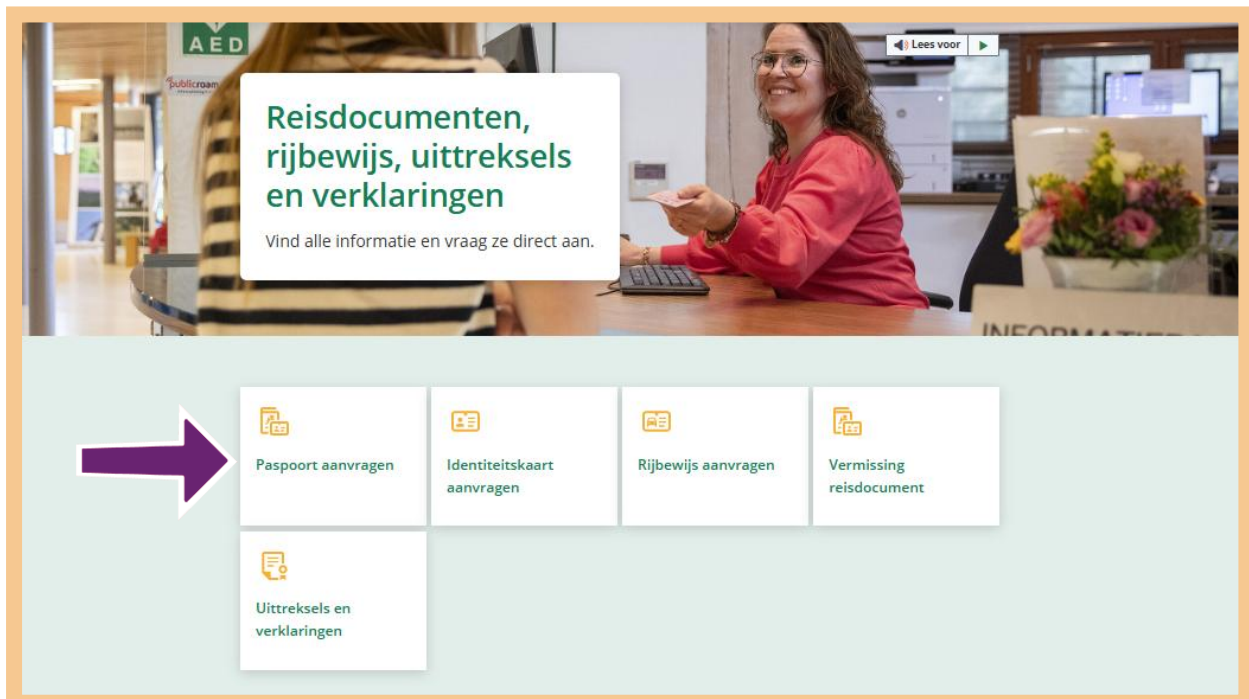 AED
publicroam
Lees voor
Reisdocumenten,
rijbewijs, uittreksels
en verklaringen
Vind alle informatie en vraag ze direct aan.
Paspoort aanvragen
Identiteitskaart
aanvragen
Rijbewijs aanvragen
Vermissing
reisdocument
Uittreksels en
verklaringen